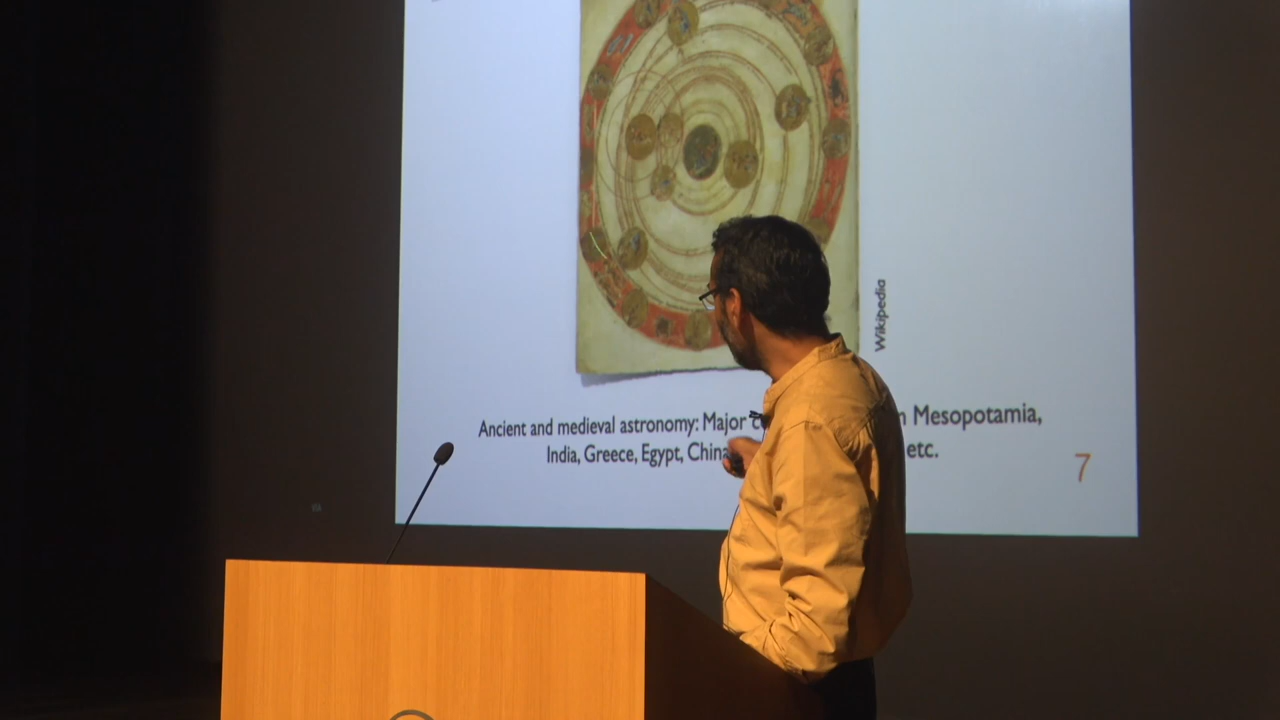 Wikipedia
Ancient and medieval astronomy: Major Mesopotamia,
India, Greece, Egypt, China etc.
7